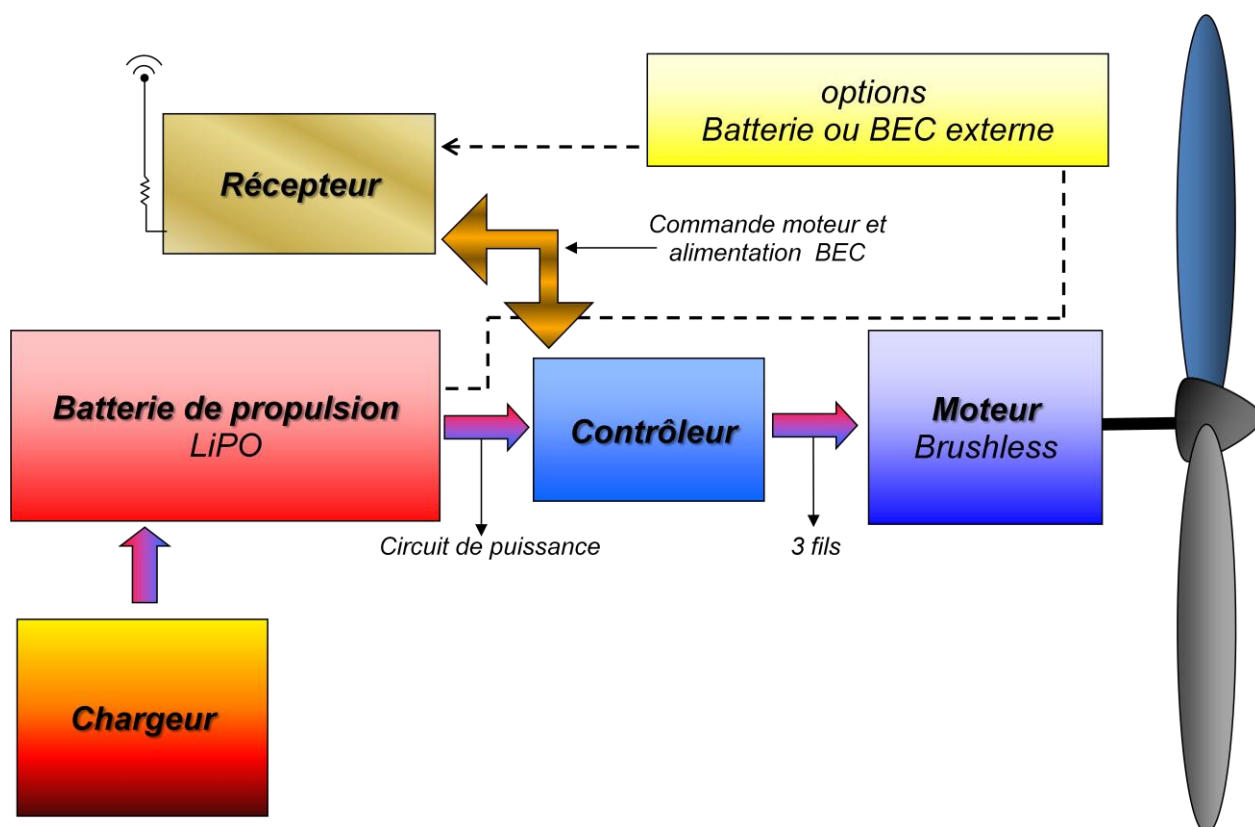 options
Batterie ou BEC externe
Récepteur
Commande moteur et
alimentation BEC
Batterie de propulsion
LiPO
Contrôleur
Moteur
Brushless
Circuit de puissance
3 fils
Chargeur